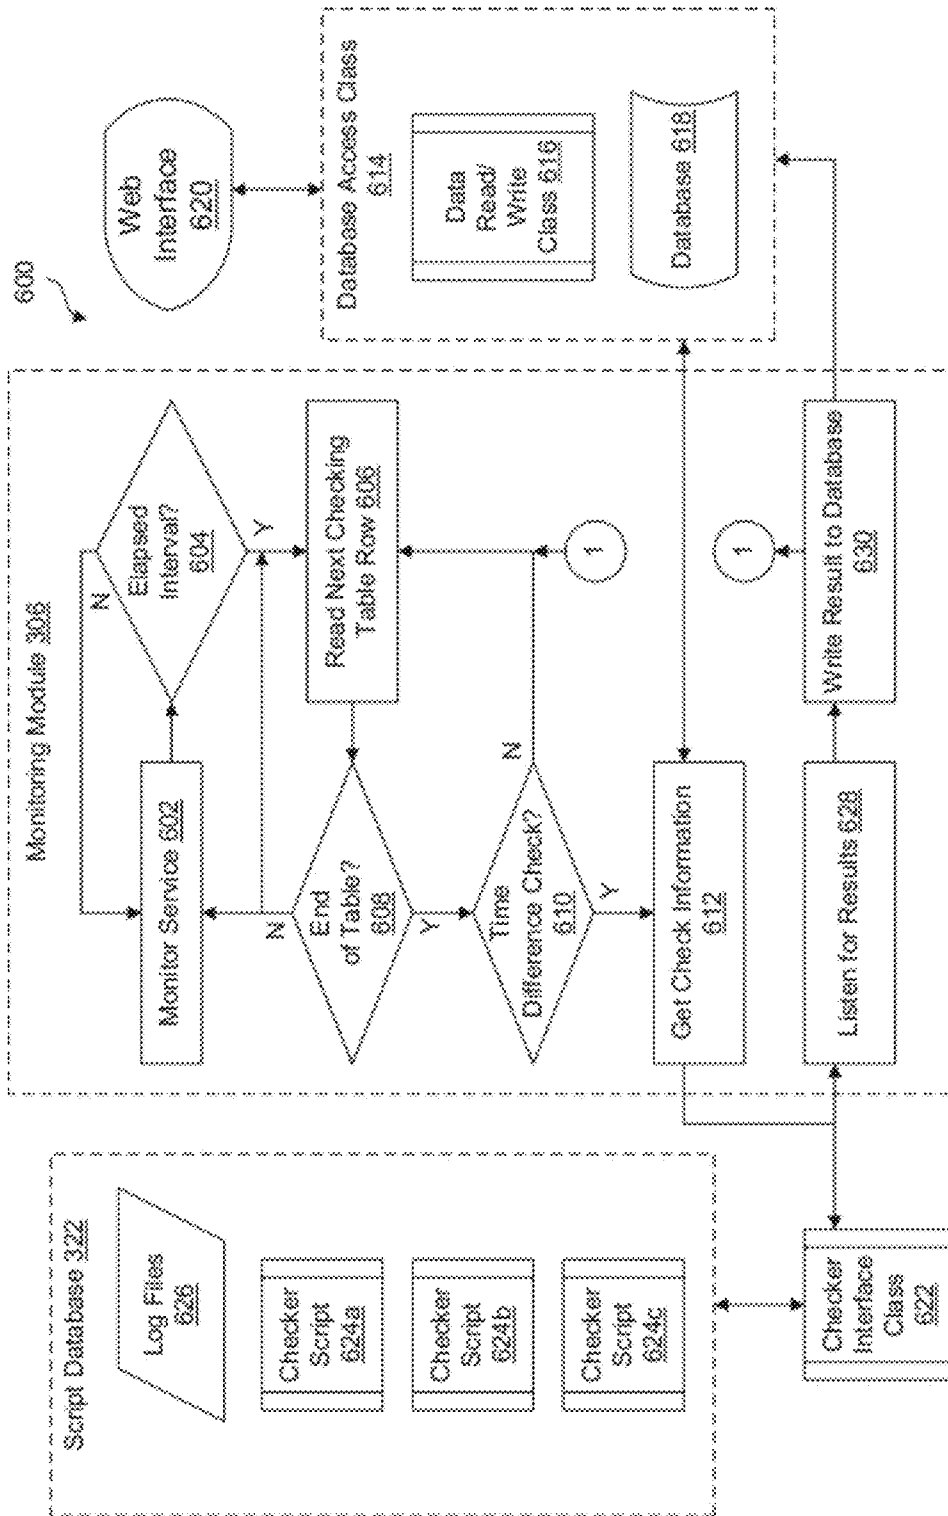 600
Script Database 322
Log Files
626
Checker
Script
624a
Checker
Script
624b
Checker
Script
624c
Checker
Interface
Class
622
Monitoring Module 306
Monitor Service 602
N
Elapsed
Interval?
604
Y
N
End
of Table?
608
Y
Read Next Checking
Table Row 606
Time
Difference Check?
610
N
Y
1
Get Check Information
612
Listen for Results 628
1
Write Result to Database
630
Web
Interface
620
Database Access Class
614
Data
Read/
Write
Class 616
Database 618